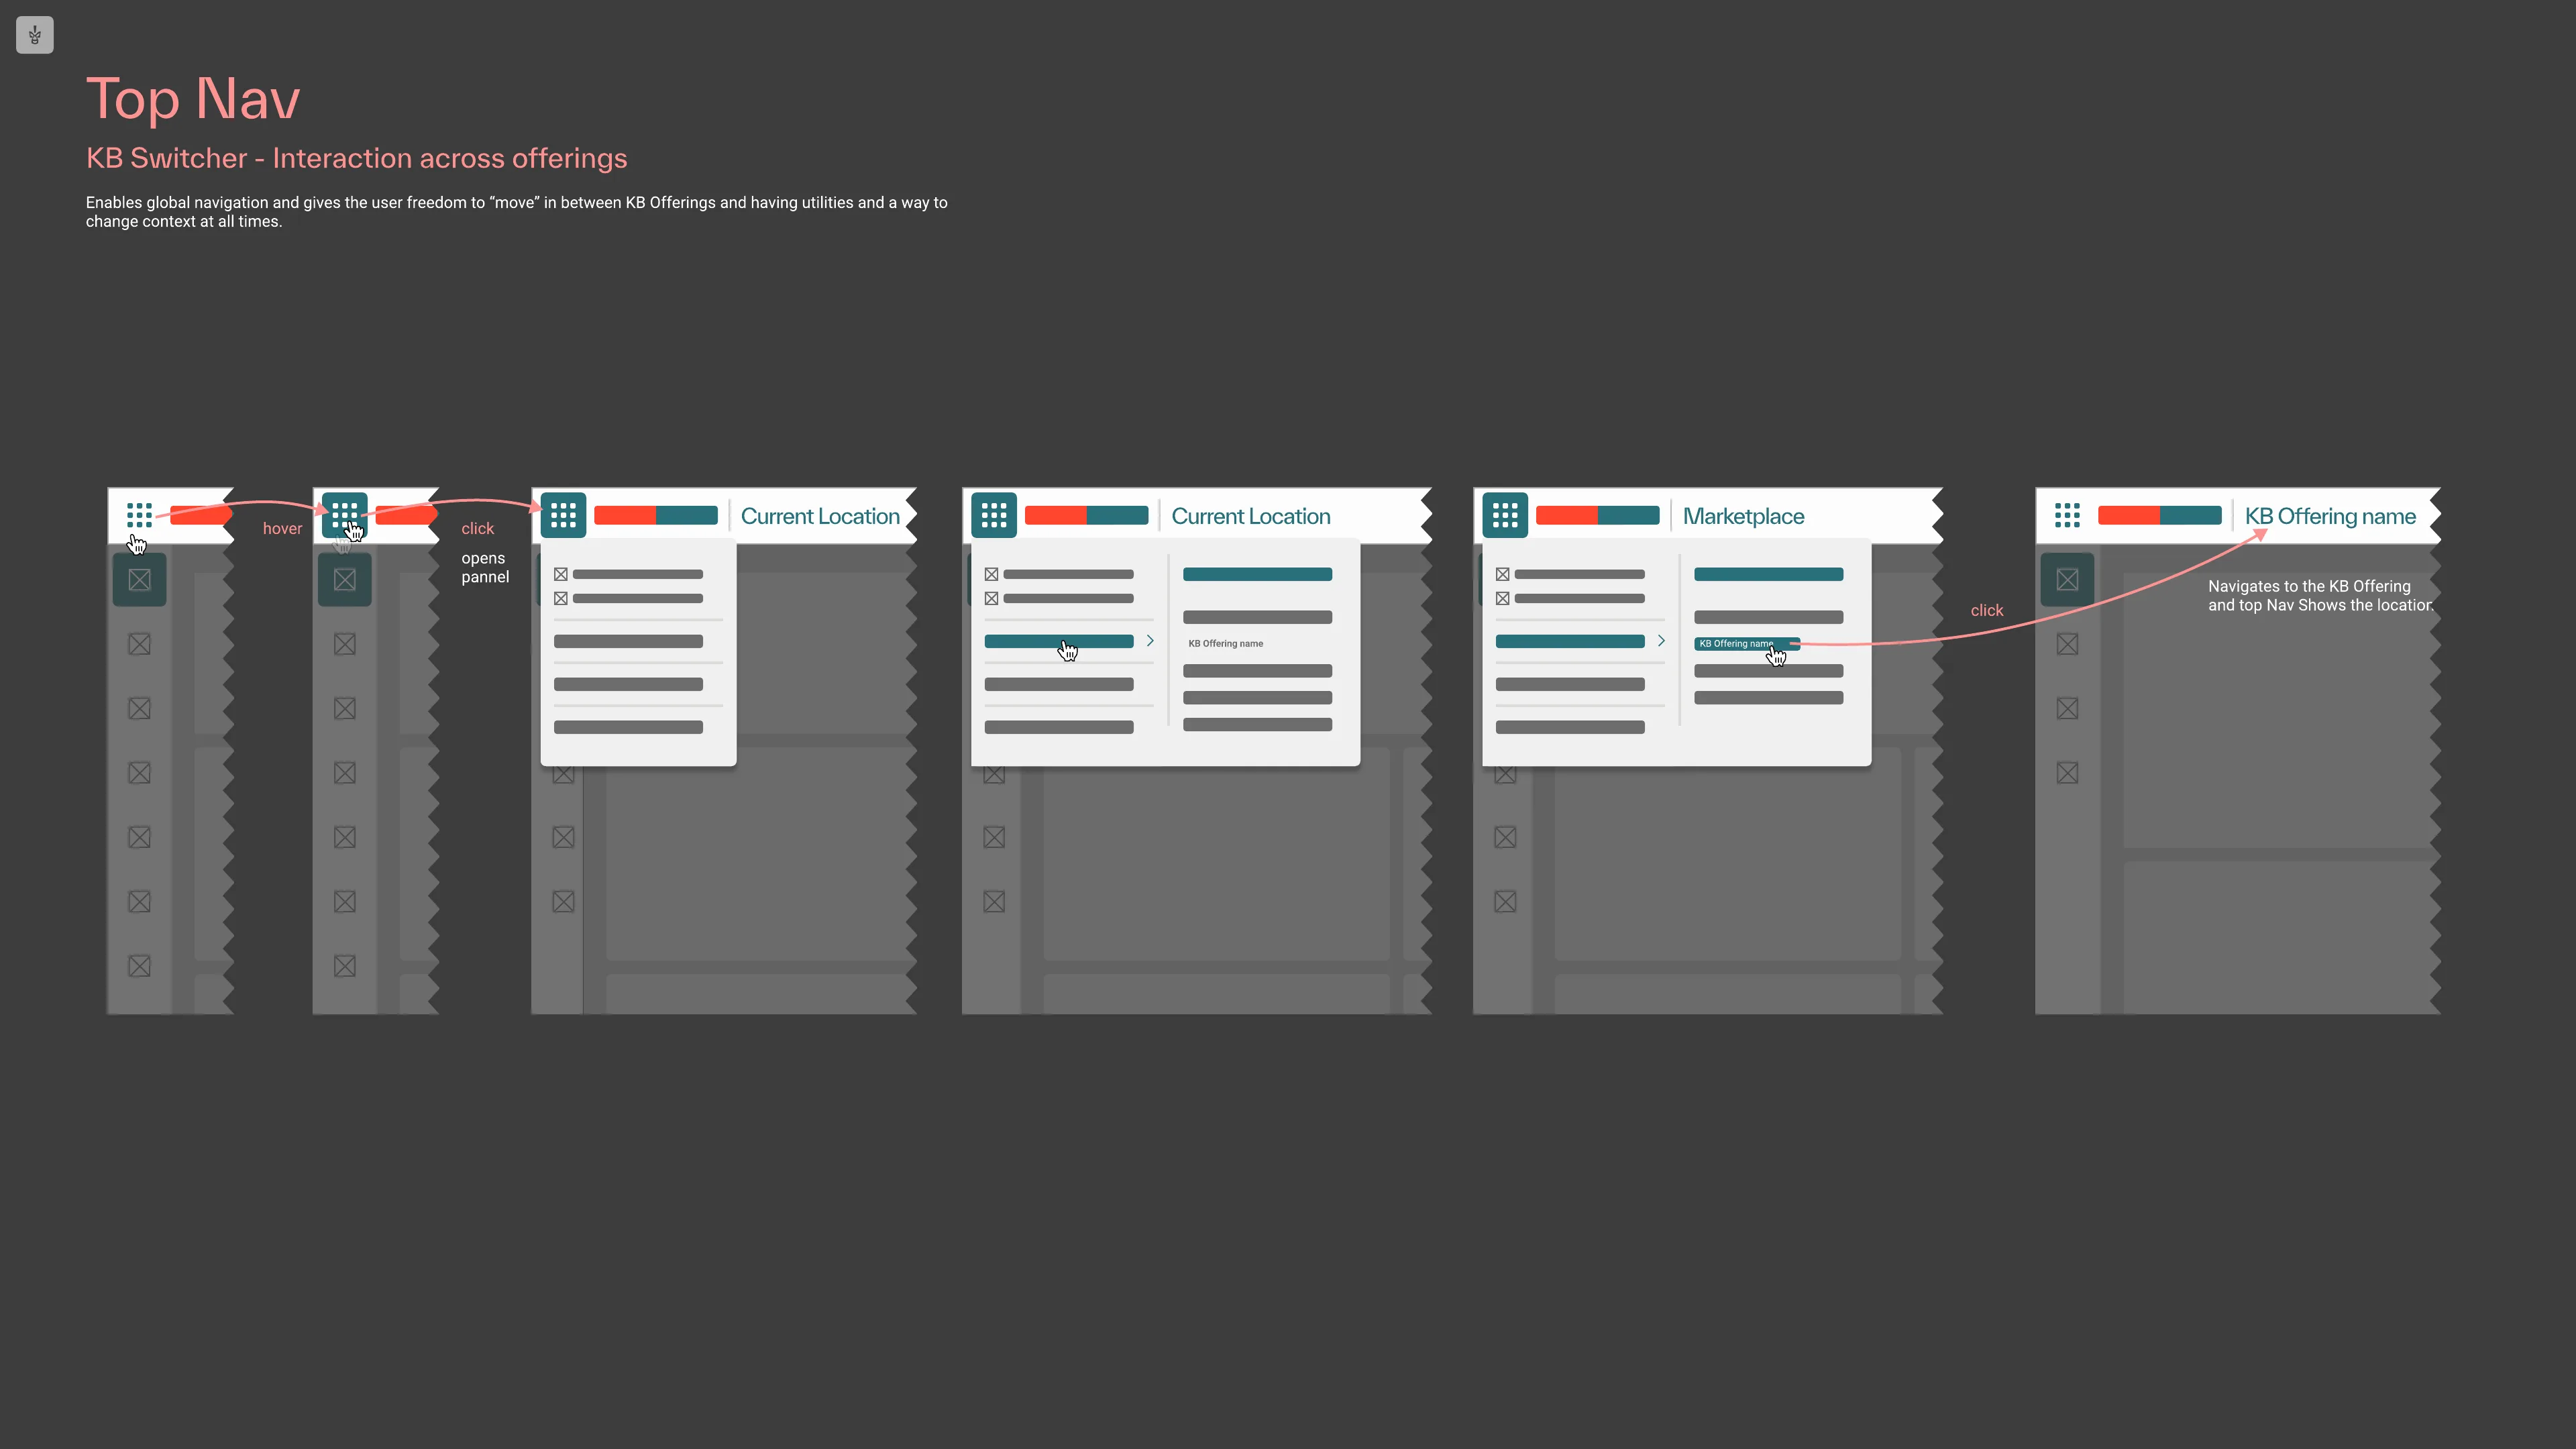 Top Nav
KB Switcher - Interaction across offerings
Enables global navigation and gives the user freedom to “move” in between KB Offerings and having utilities and a way to
change context at all times.
hover
click
opens
pannel
Current Location
Current Location
KB Offering name
Marketplace
KB Offering name
click
KB Offering name
Navigates to the KB Offering
and top Nav Shows the location